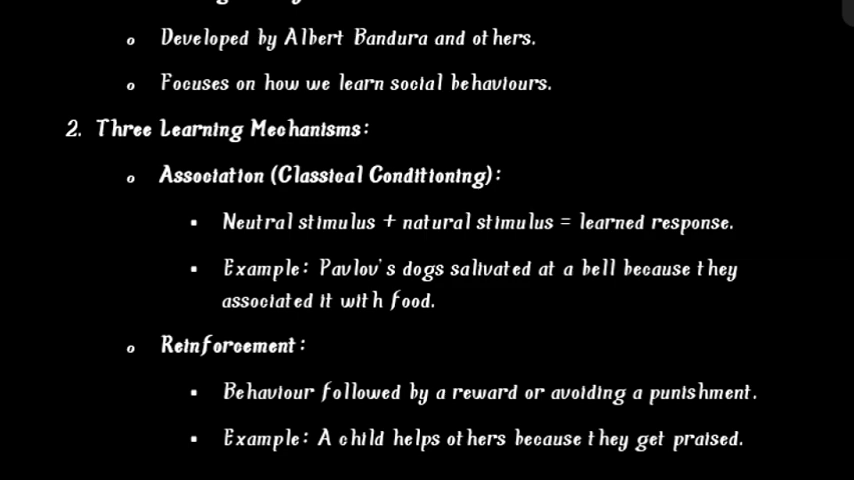 o Developed by Albert Bandura and others.
o Focuses on how we learn social behaviours.
2. Three Learning Mechanisms:
o Association (Classical Conditioning):
▪ Neutral stimulus + natural stimulus = learned response.
▪ Example: Pavlov's dogs salivated at a bell because they
associated it with food.
o Reinforcement:
▪ Behaviour followed by a reward or avoiding a punishment.
▪ Example: A child helps others because they get praised.